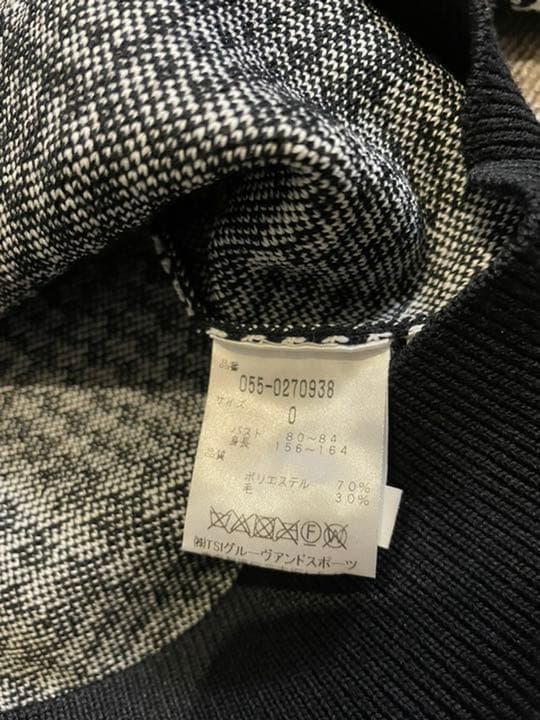 品番
055-0270938
サイズ
0
バスト 80～84
身長 156～164
品質
ポリエステル 70%
毛 30%
F W
㈱TSIグルーヴアンドスポーツ